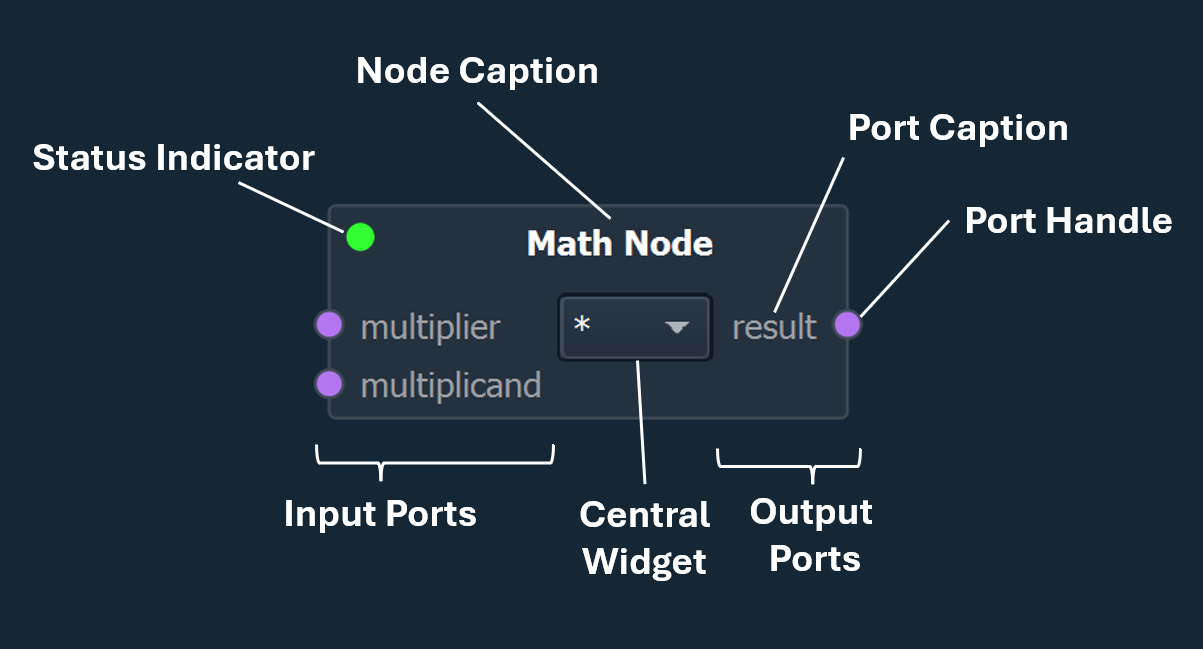 Node Caption
Port Caption
Status Indicator
Port Handle
Math Node
multiplier
*
result
multiplicand
Input Ports
Central
Widget
Output
Ports